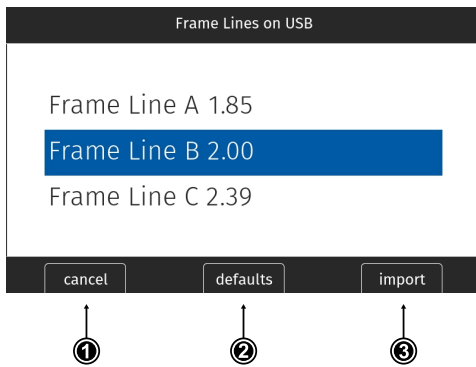 Frame Lines on USB
Frame Line A 1.85
Frame Line B 2.00
Frame Line C 2.39
cancel defaults import
1 2 3